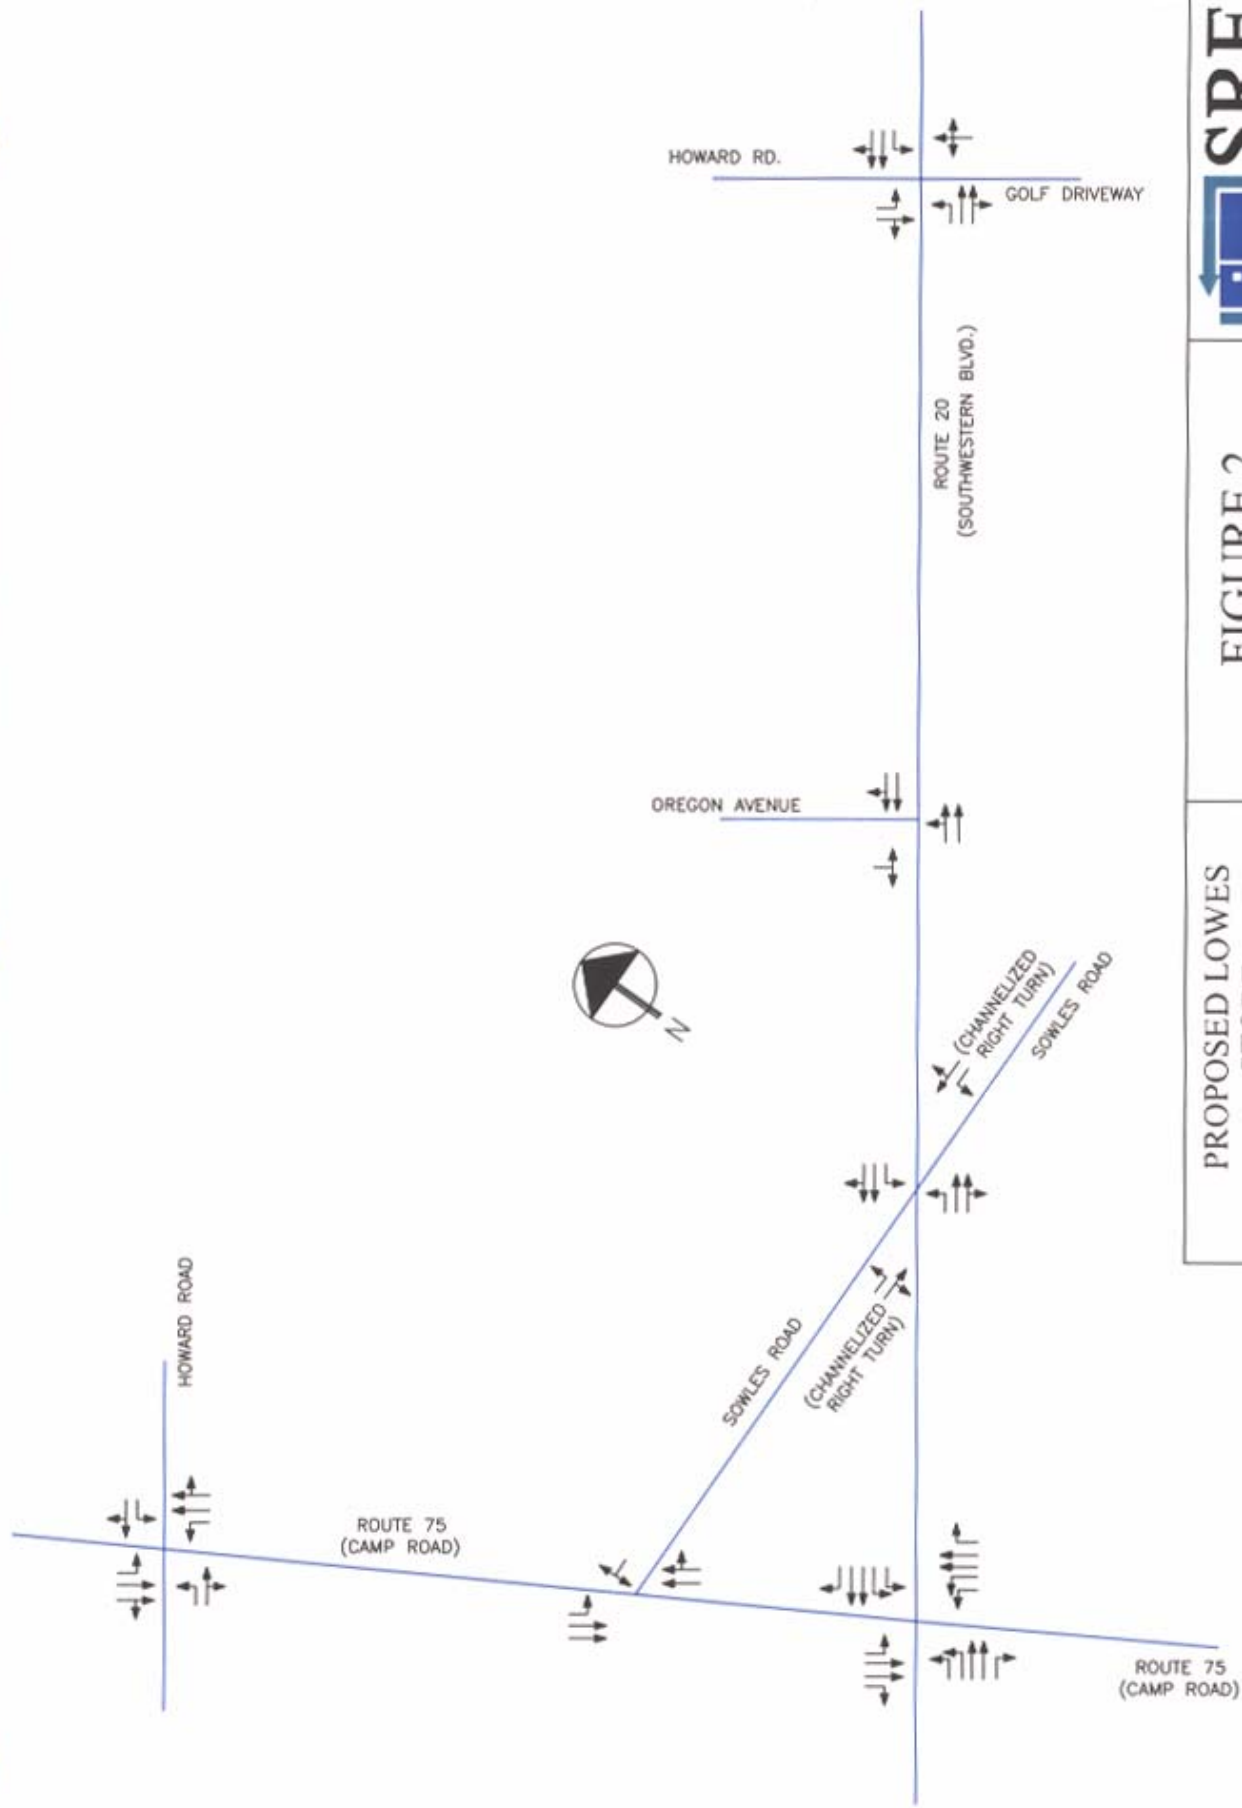 HOWARD RD.
GOLF DRIVEWAY
ROUTE 20
(SOUTHWESTERN BLVD.)
OREGON AVENUE
N
(CHANNELIZED
RIGHT TURN)
SOWLES ROAD
HOWARD ROAD
SOWLES ROAD
(CHANNELIZED
RIGHT TURN)
ROUTE 75
(CAMP ROAD)
ROUTE 75
(CAMP ROAD)
PROPOSED LOWES
FIGURE 2